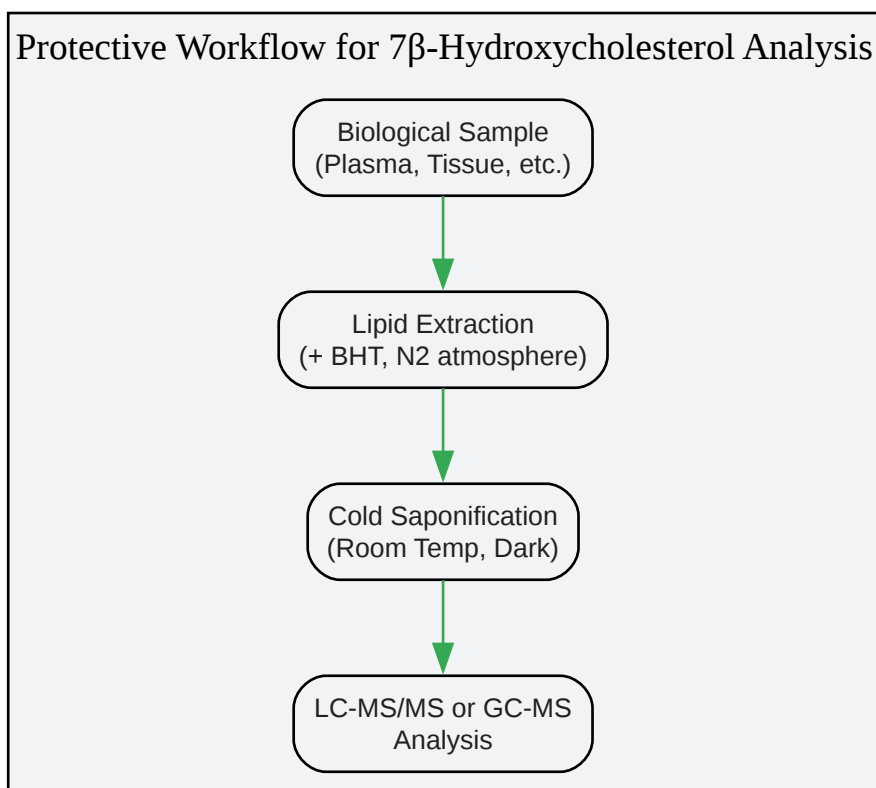 Protective Workflow for 7β-Hydroxycholesterol Analysis
Biological Sample
(Plasma, Tissue, etc.)
Lipid Extraction
(+ BHT, N2 atmosphere)
Cold Saponification
(Room Temp, Dark)
LC-MS/MS or GC-MS
Analysis